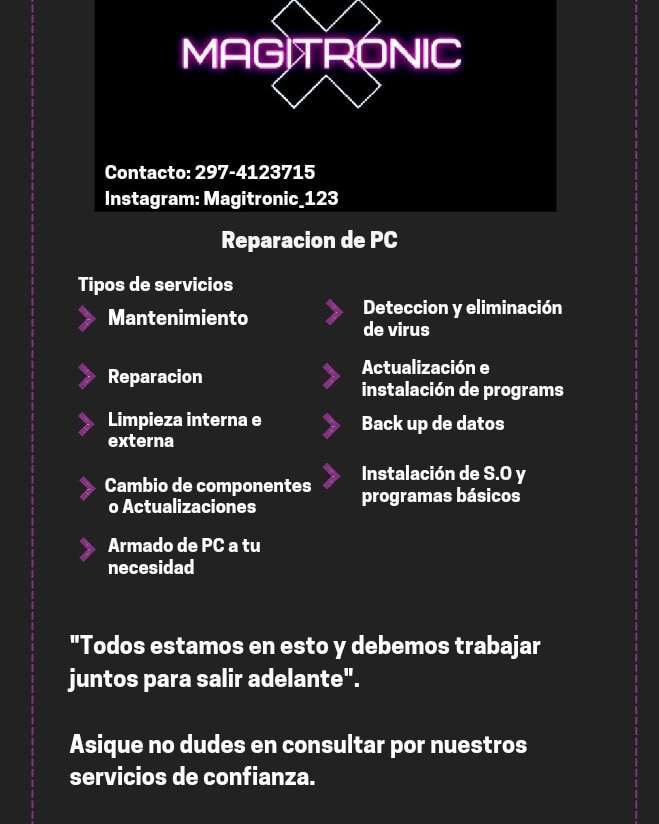 MAGITRONIC
Contacto: 297-4123715
Instagram: Magitronic_123
Reparacion de PC
Tipos de servicios
Mantenimiento
Reparacion
Limpieza interna e
externa
Cambio de componentes
o Actualizaciones
Armado de PC a tu
necesidad
Deteccion y eliminación
de virus
Actualización e
instalación de programs
Back up de datos
Instalación de S.O y
programas básicos
"Todos estamos en esto y debemos trabajar
juntos para salir adelante".
Asique no dudes en consultar por nuestros
servicios de confianza.